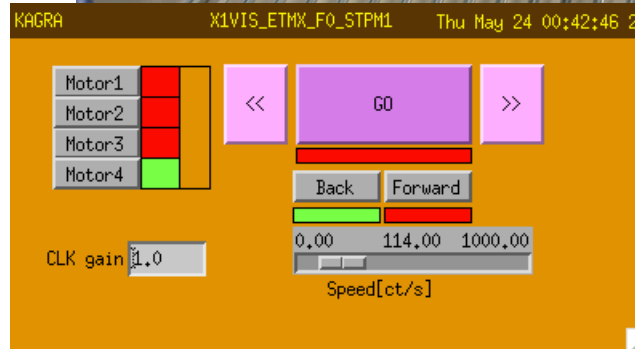 KAGRA X1VIS_ETMX_F0_STPM1 Thu May 24 00:42:46 2
Motor1
Motor2
Motor3
Motor4
<< GO >>
Back Forward
0.00 114.00 1000.00
CLK gain 1.0
Speed[ct/s]